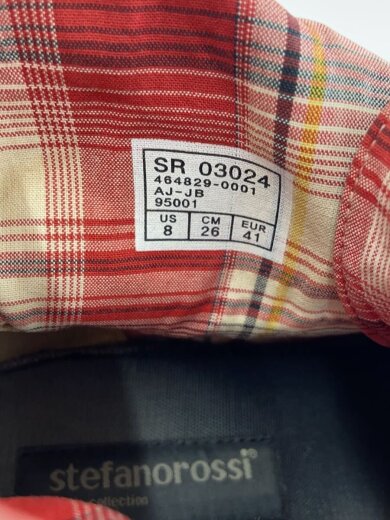 SR 03024
464829-0001
AJ-JB
95001
US CM EUR
8 26 41
stefanorossi®
collection